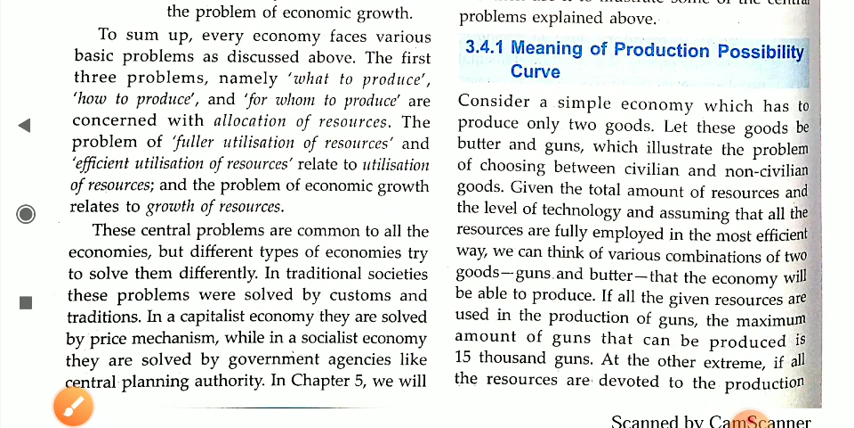 the problem of economic growth.
To sum up, every economy faces various
basic problems as discussed above. The first
three problems, namely ‘what to produce’,
‘how to produce’, and ‘for whom to produce’ are
concerned with allocation of resources. The
problem of ‘fuller utilisation of resources’ and
‘efficient utilisation of resources’ relate to utilisation
of resources; and the problem of economic growth
relates to growth of resources.
These central problems are common to all the
economies, but different types of economies try
to solve them differently. In traditional societies
these problems were solved by customs and
traditions. In a capitalist economy they are solved
by price mechanism, while in a socialist economy
they are solved by government agencies like
central planning authority. In Chapter 5, we will
problems explained above.
3.4.1 Meaning of Production Possibility
Curve
Consider a simple economy which has to
produce only two goods. Let these goods be
butter and guns, which illustrate the problem
of choosing between civilian and non-civilian
goods. Given the total amount of resources and
the level of technology and assuming that all the
resources are fully employed in the most efficient
way, we can think of various combinations of two
goods—guns and butter—that the economy will
be able to produce. If all the given resources are
used in the production of guns, the maximum
amount of guns that can be produced is
15 thousand guns. At the other extreme, if all
the resources are devoted to the production
Scanned by CamScanner